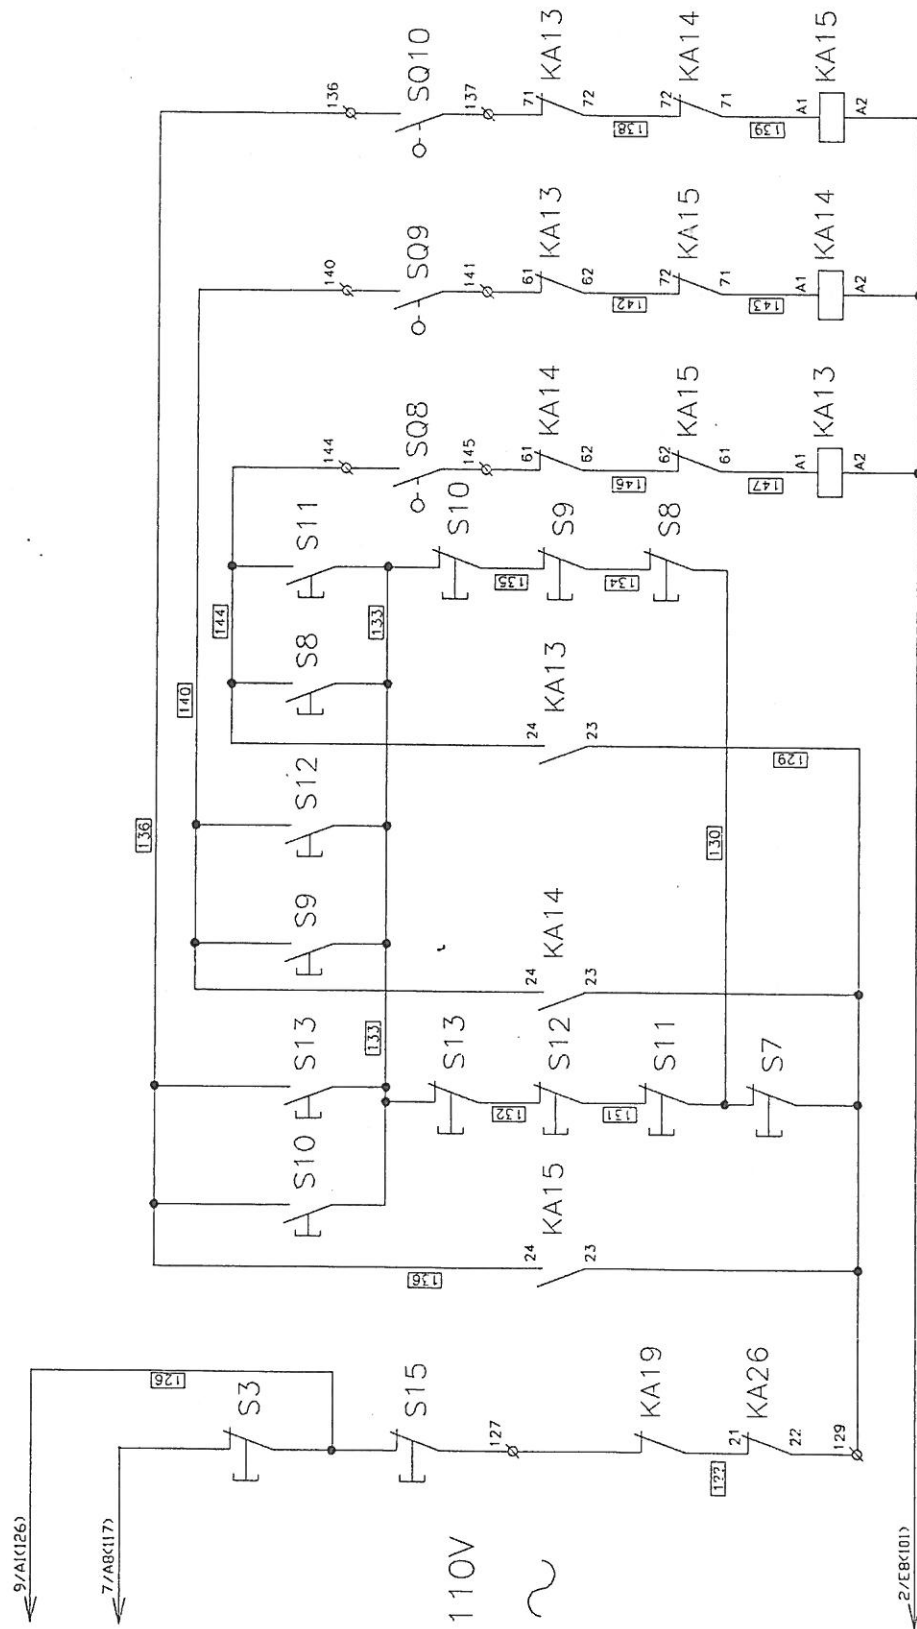 9/A1(126)
7/A8(117)
136
126
140
144
S3
S10
S13
S9
S12
S8
S11
144
140
136
133
133
S15
SQ8
SQ9
SQ10
136
110V
~
S13
S10
127
145
141
137
132
135
24
24
24
61
61
71
KA15
S12
KA14
KA13
S9
KA14
KA13
KA13
23
23
23
62
62
72
131
134
146
142
138
KA19
S11
S8
62
72
72
KA15
KA15
KA14
130
61
71
71
21
KA26
S7
129
147
143
139
22
A1
A1
A1
KA13
KA14
KA15
129
A2
A2
A2
2/E8(101)